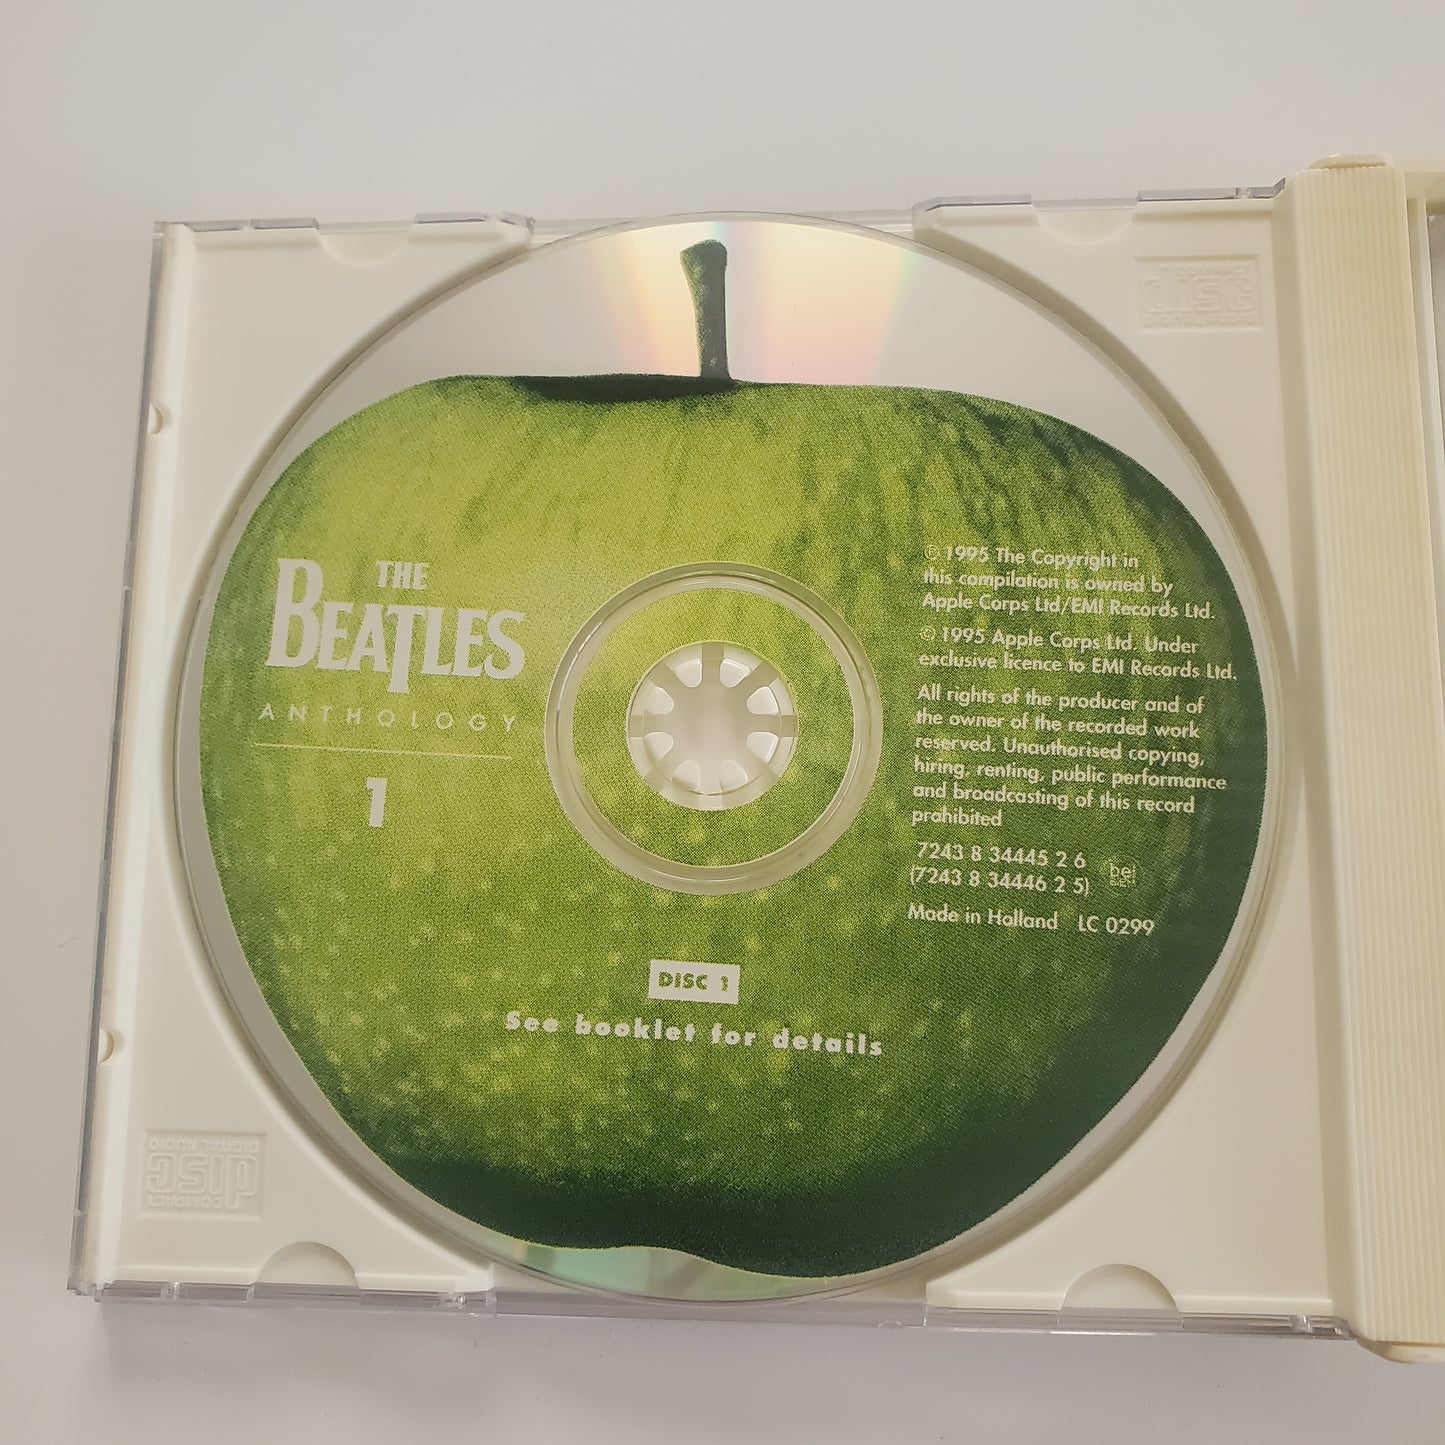 THE
BEATLES
ANTHOLOGY
1
℗ 1995 The Copyright in
this compilation is owned by
Apple Corps Ltd/EMI Records Ltd.
© 1995 Apple Corps Ltd. Under
exclusive licence to EMI Records Ltd.
All rights of the producer and of
the owner of the recorded work
reserved. Unauthorised copying,
hiring, renting, public performance
and broadcasting of this record
prohibited
7243 8 34445 2 6
(7243 8 34446 2 5)
Made in Holland LC 0299
DISC 1
See booklet for details
COMPACT
disc
DIGITAL AUDIO
COMPACT
disc
DIGITAL AUDIO